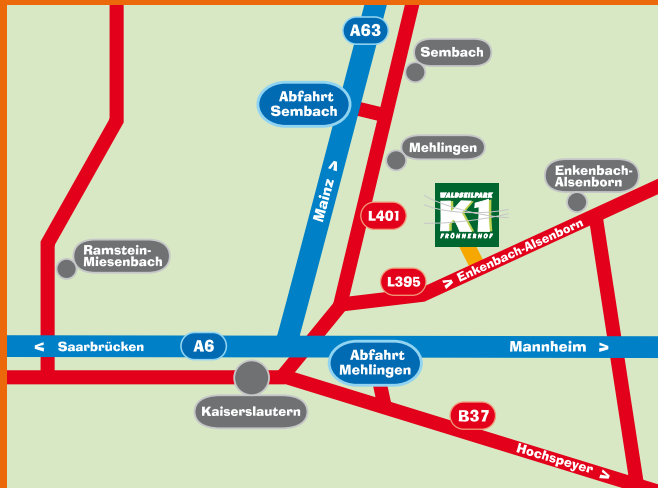 A63
Sembach
Abfahrt
Sembach
Mehlingen
Mainz >
Enkenbach-
Alsenborn
WALDSEILPARK
K1
FRÖHNERHOF
L401
Ramstein-
Miesenbach
> Enkenbach-Alsenborn
L395
< Saarbrücken
A6
Abfahrt
Mehlingen
Mannheim >
Kaiserslautern
B37
Hochspeyer >